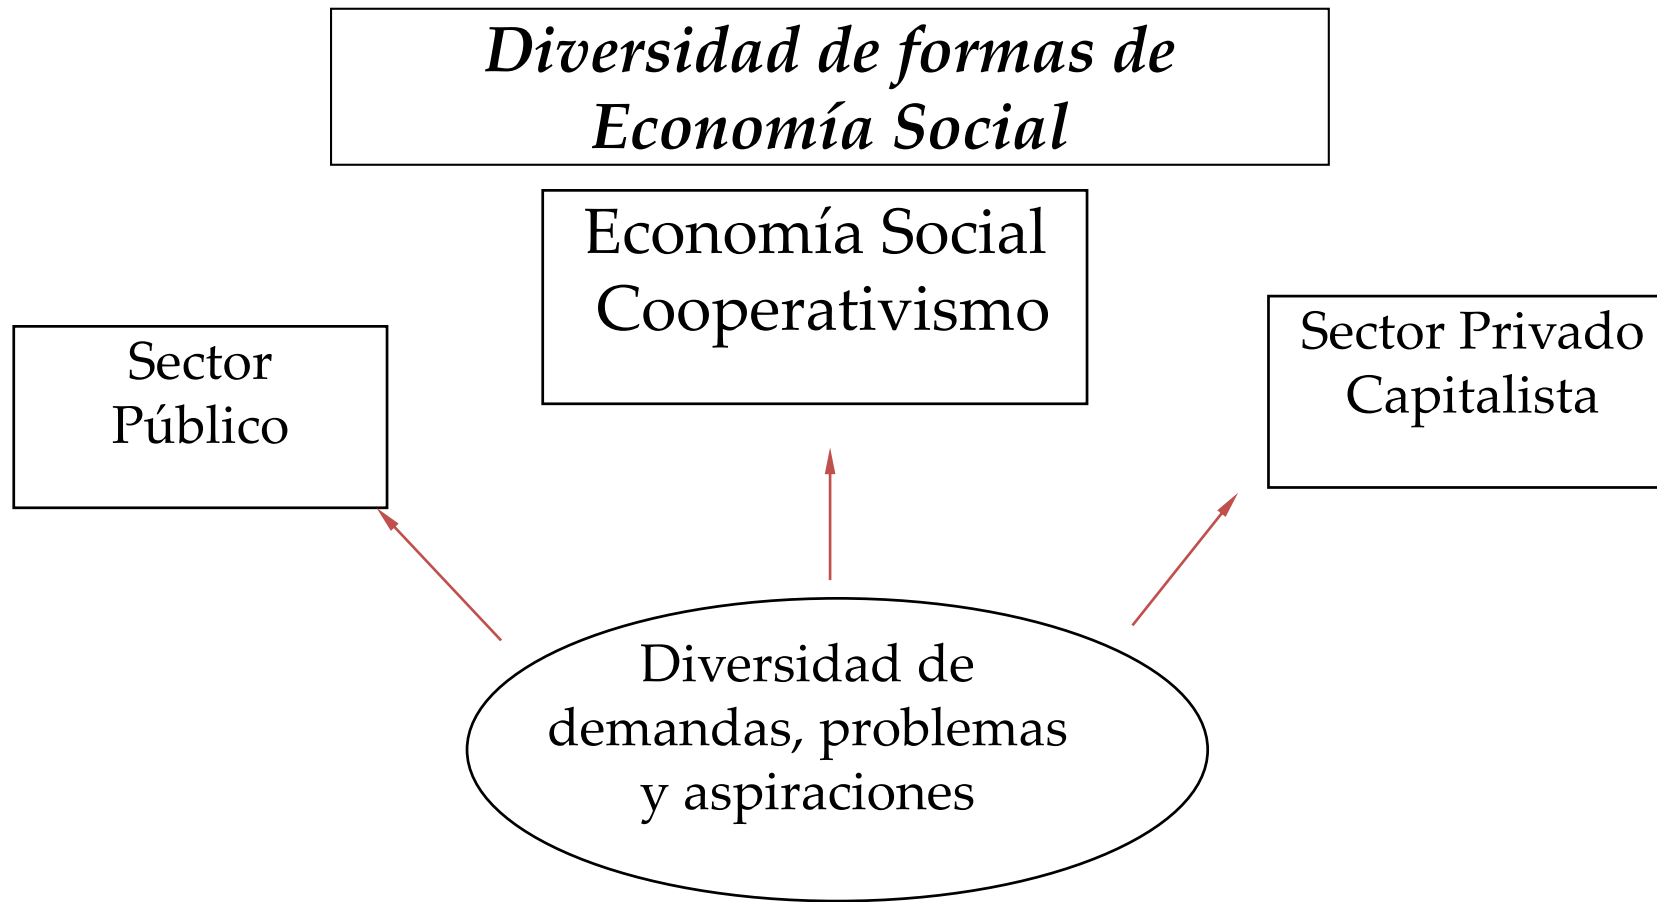 Diversidad de formas de
Economía Social
Economía Social
Cooperativismo
Sector
Público
Sector Privado
Capitalista
Diversidad de
demandas, problemas
y aspiraciones